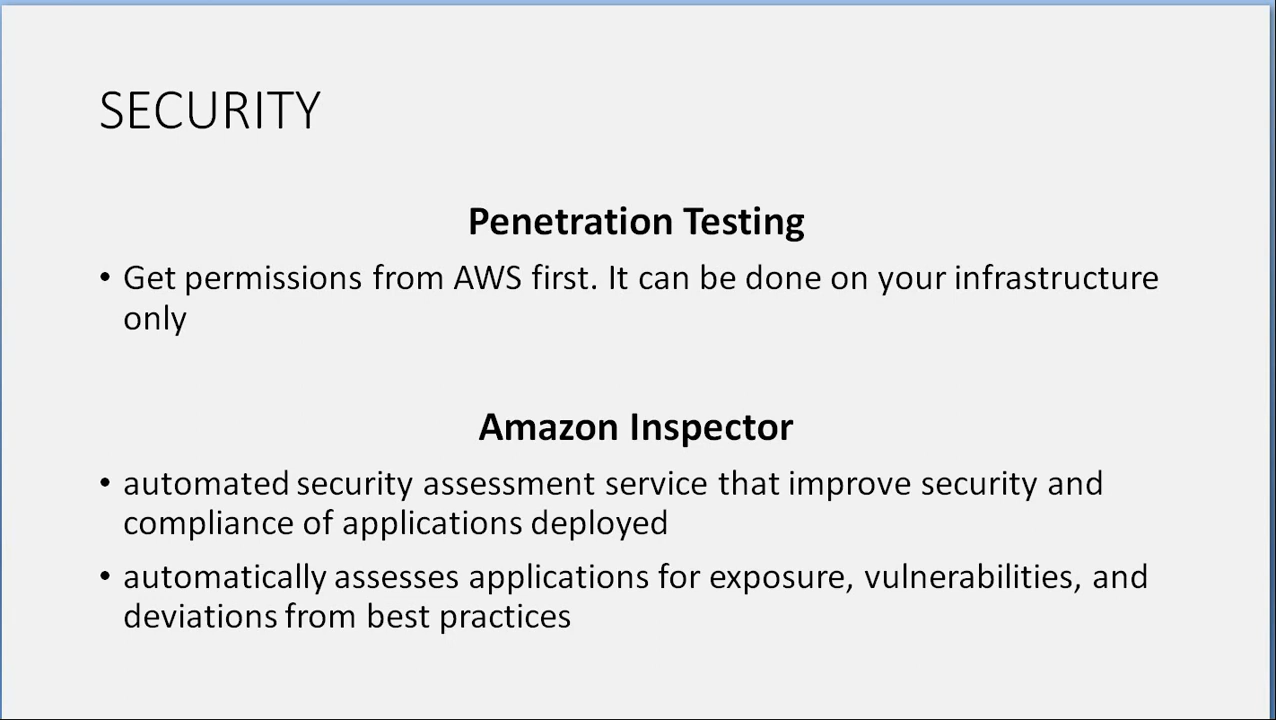 SECURITY
Penetration Testing
• Get permissions from AWS first. It can be done on your infrastructure
only
Amazon Inspector
• automated security assessment service that improve security and
compliance of applications deployed
• automatically assesses applications for exposure, vulnerabilities, and
deviations from best practices